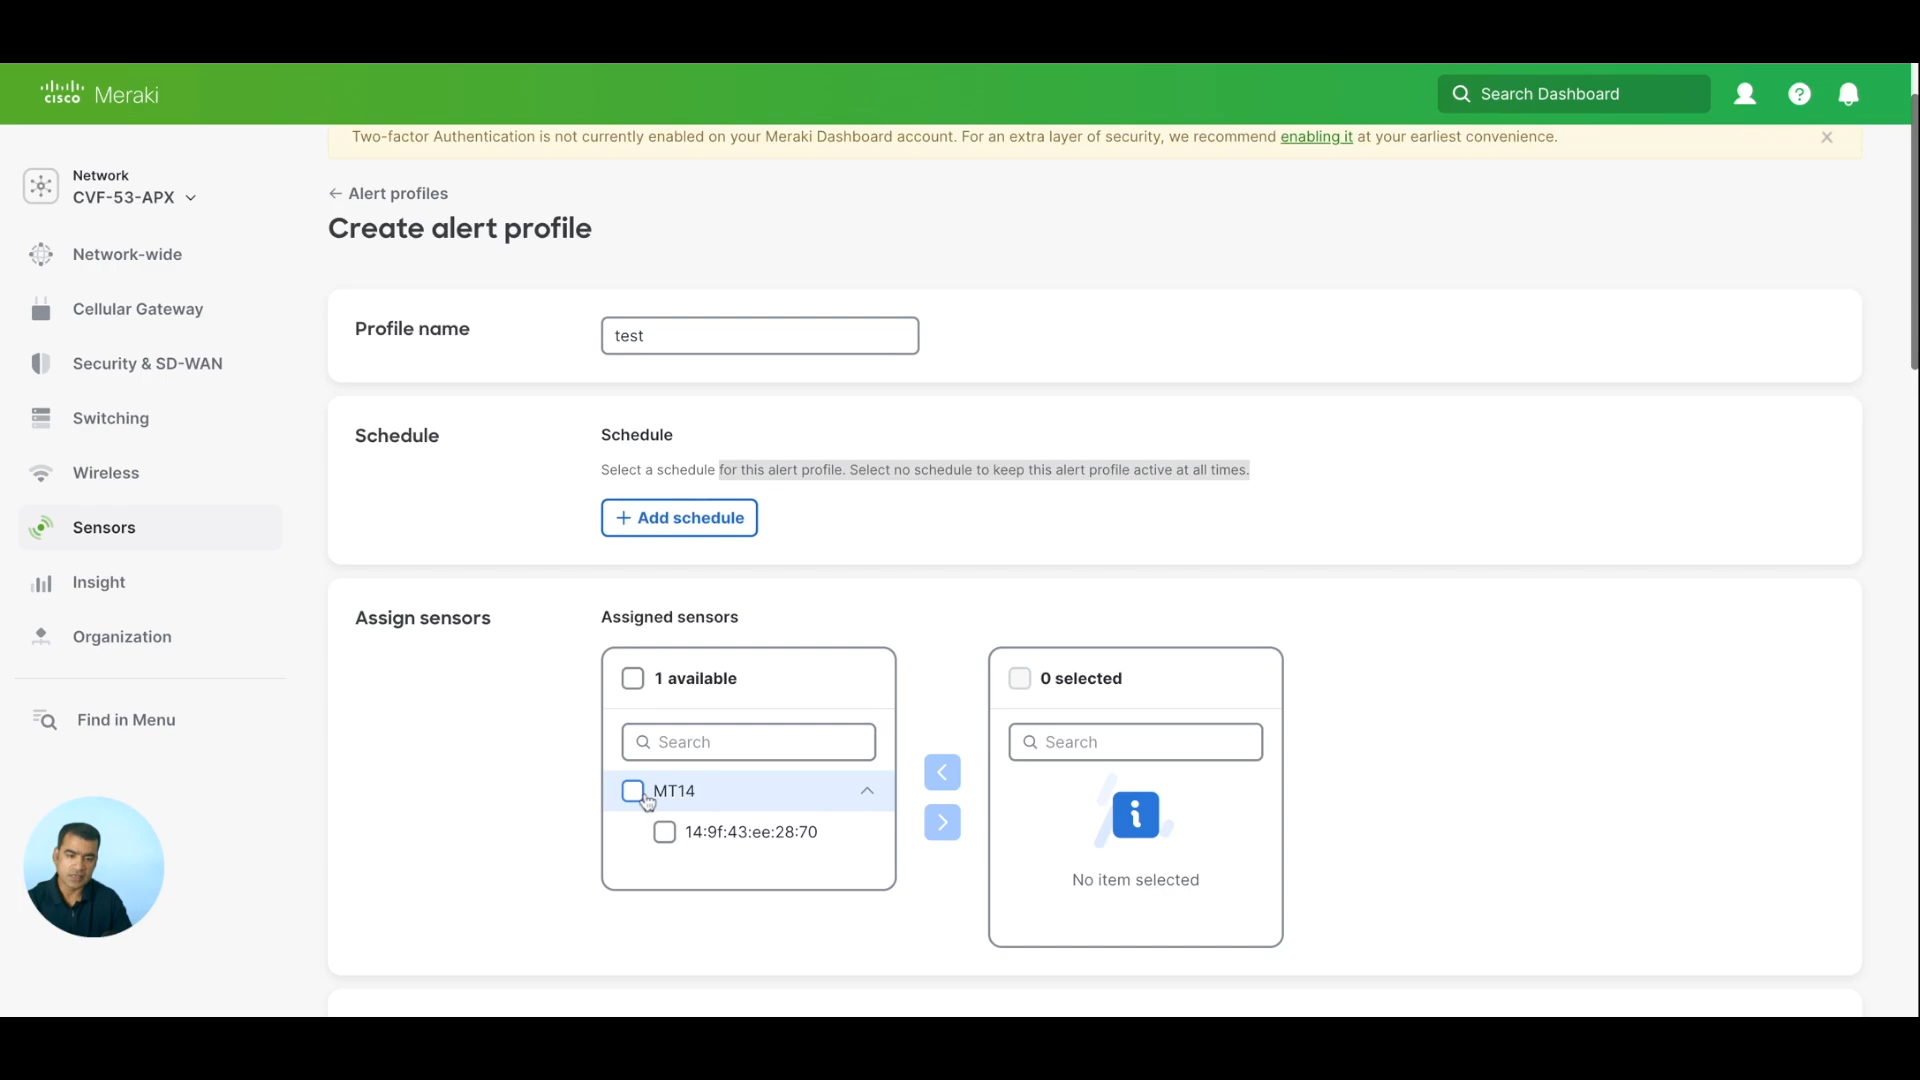 CISCO Meraki
Search Dashboard
Two-factor Authentication is not currently enabled on your Meraki Dashboard account. For an extra layer of security, we recommend enabling it at your earliest convenience.
Network
CVF-53-APX
Network-wide
Cellular Gateway
Security & SD-WAN
Switching
Wireless
Sensors
Insight
Organization
Find in Menu
← Alert profiles
Create alert profile
Profile name
test
Schedule
Schedule
Select a schedule for this alert profile. Select no schedule to keep this alert profile active at all times.
+ Add schedule
Assign sensors
Assigned sensors
1 available
Search
MT14
14:9f:43:ee:28:70
0 selected
Search
No item selected